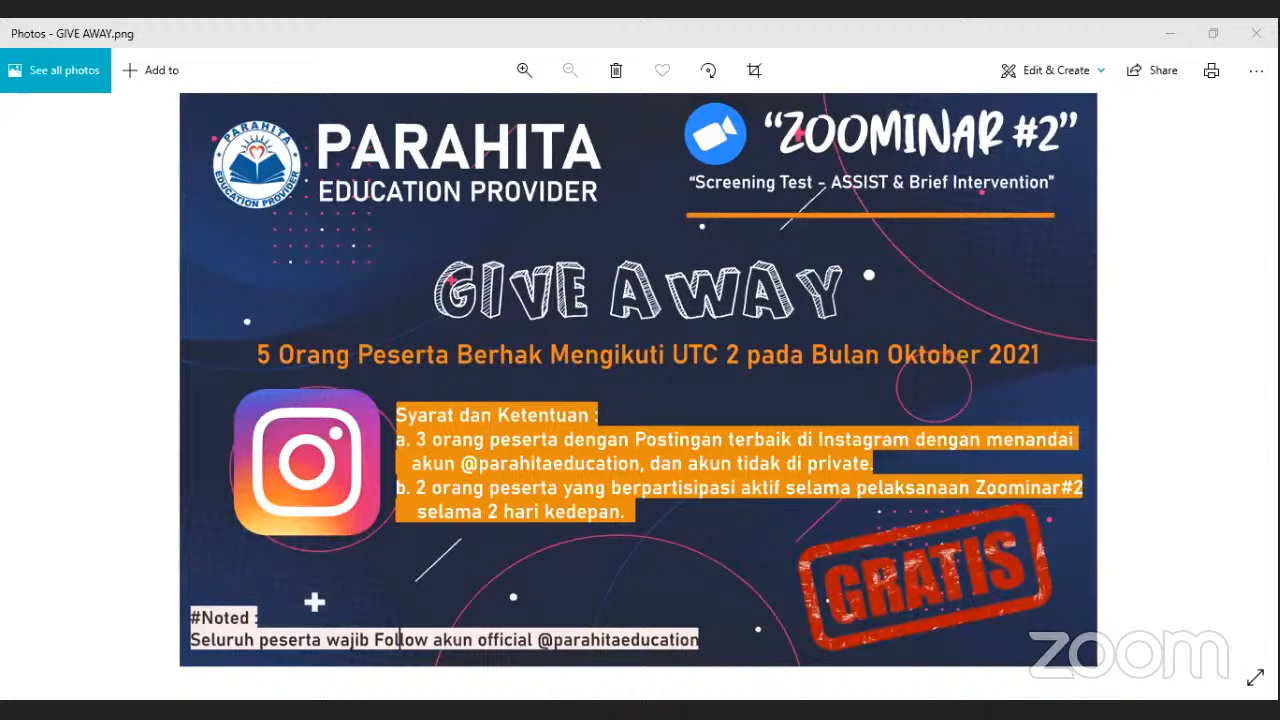 Photos - GIVE AWAY.png
See all photos
Add to
Edit & Create
Share
PARAHITA
EDUCATION PROVIDER
PARAHITA
EDUCATION PROVIDER
"ZOOMINAR #2"
"Screening Test - ASSIST & Brief Intervention"
GIVE AWAY
5 Orang Peserta Berhak Mengikuti UTC 2 pada Bulan Oktober 2021
Syarat dan Ketentuan :
a. 3 orang peserta dengan Postingan terbaik di Instagram dengan menandai
akun @parahitaeducation, dan akun tidak di private.
b. 2 orang peserta yang berpartisipasi aktif selama pelaksanaan Zoominar#2
selama 2 hari kedepan.
GRATIS
#Noted :
Seluruh peserta wajib Follow akun official @parahitaeducation
zoom